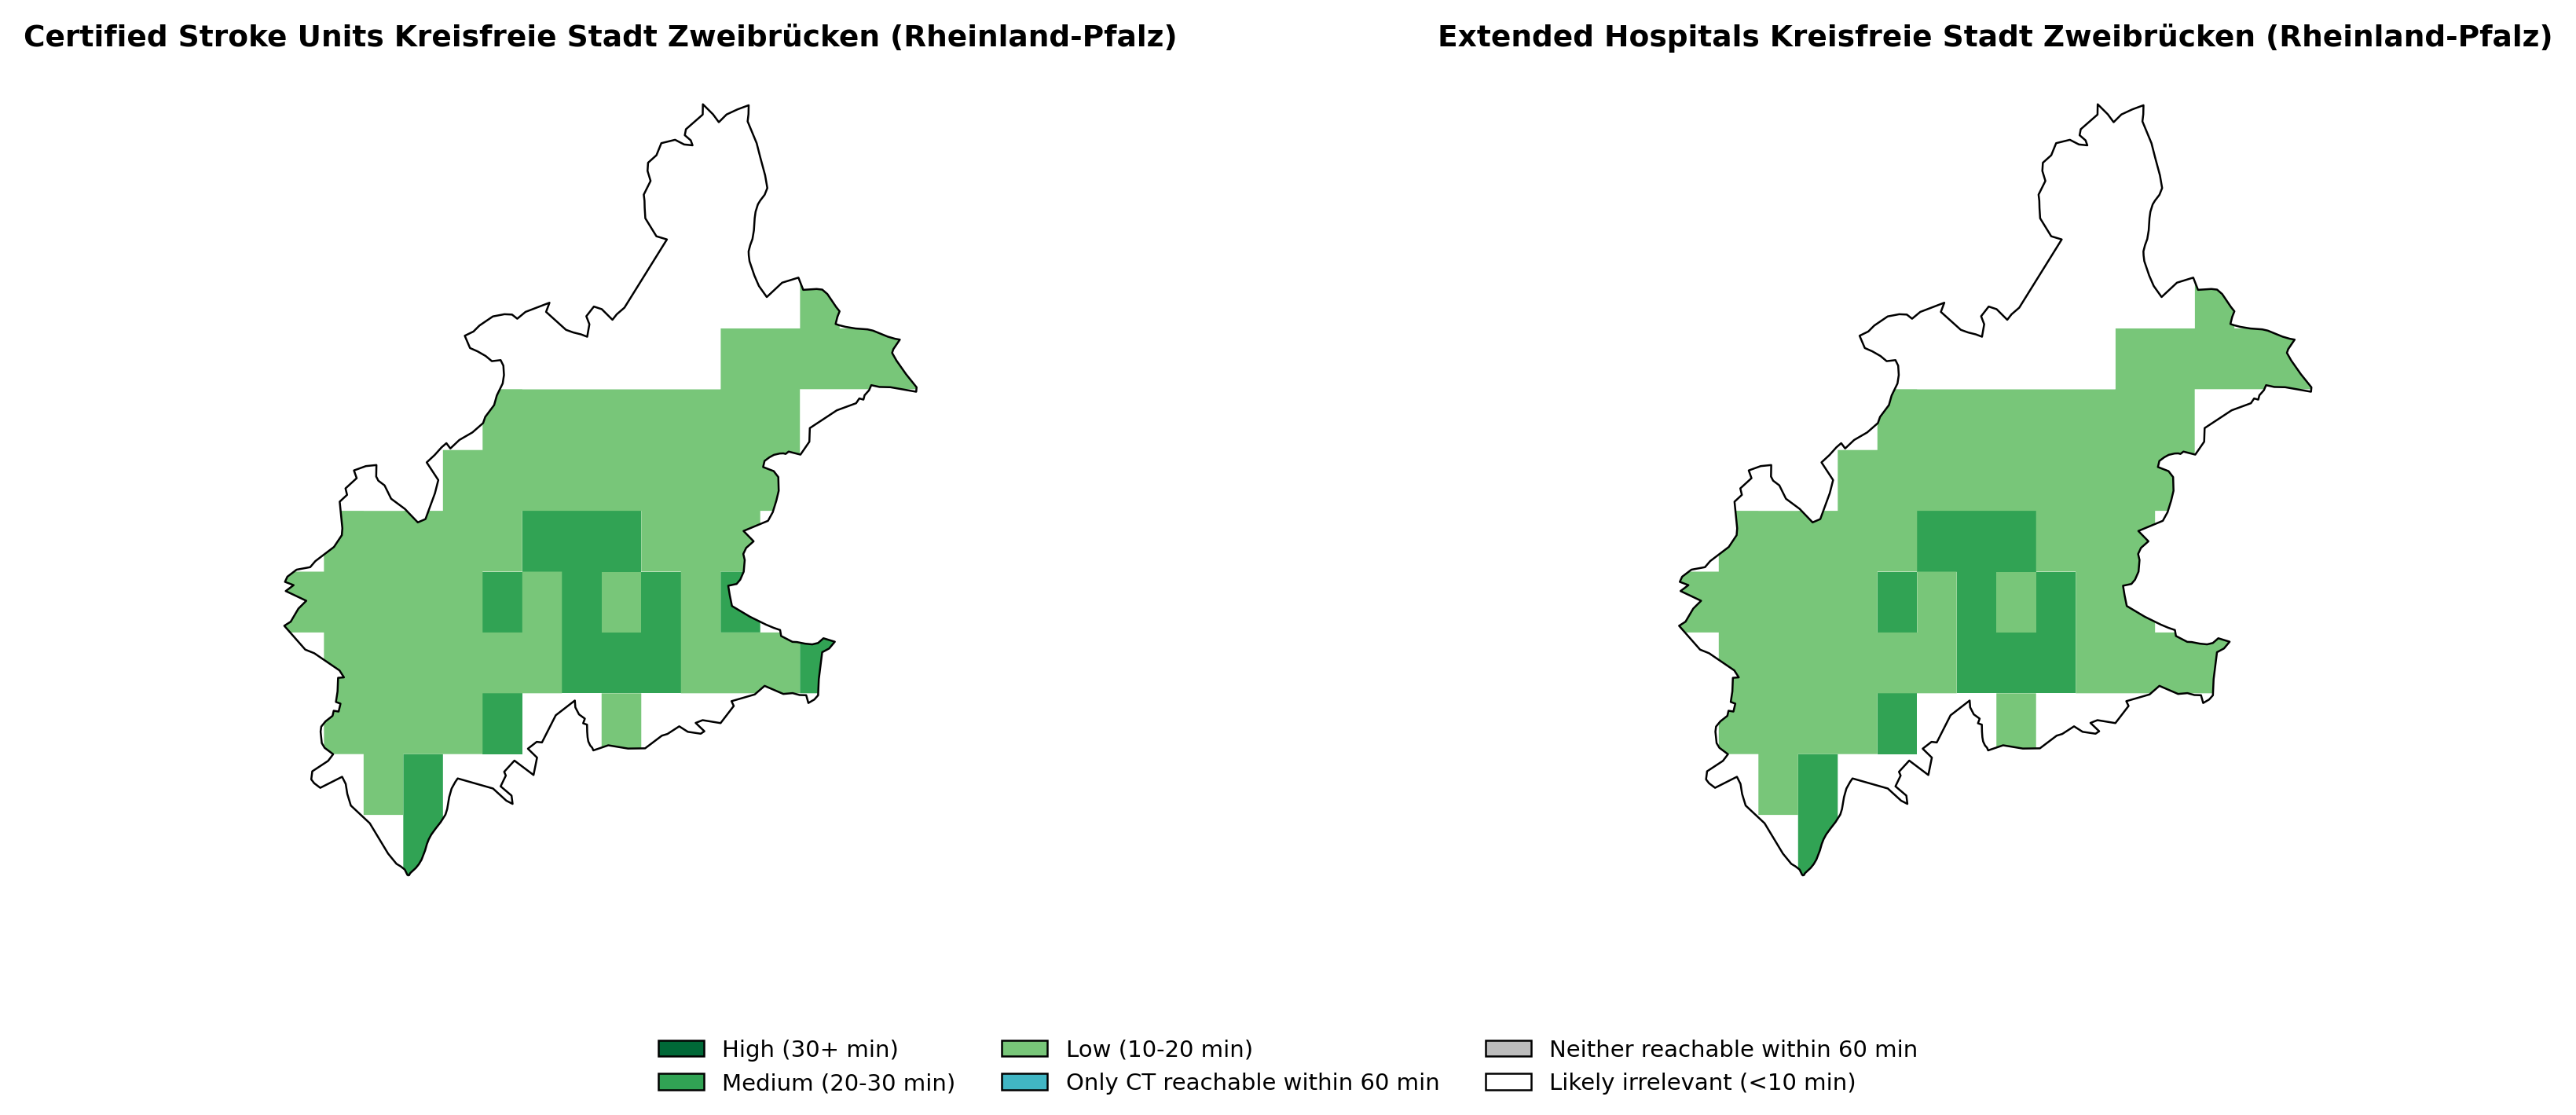 Certified Stroke Units Kreisfreie Stadt Zweibrücken (Rheinland-Pfalz)
Extended Hospitals Kreisfreie Stadt Zweibrücken (Rheinland-Pfalz)
High (30+ min)
Medium (20-30 min)
Low (10-20 min)
Only CT reachable within 60 min
Neither reachable within 60 min
Likely irrelevant (<10 min)